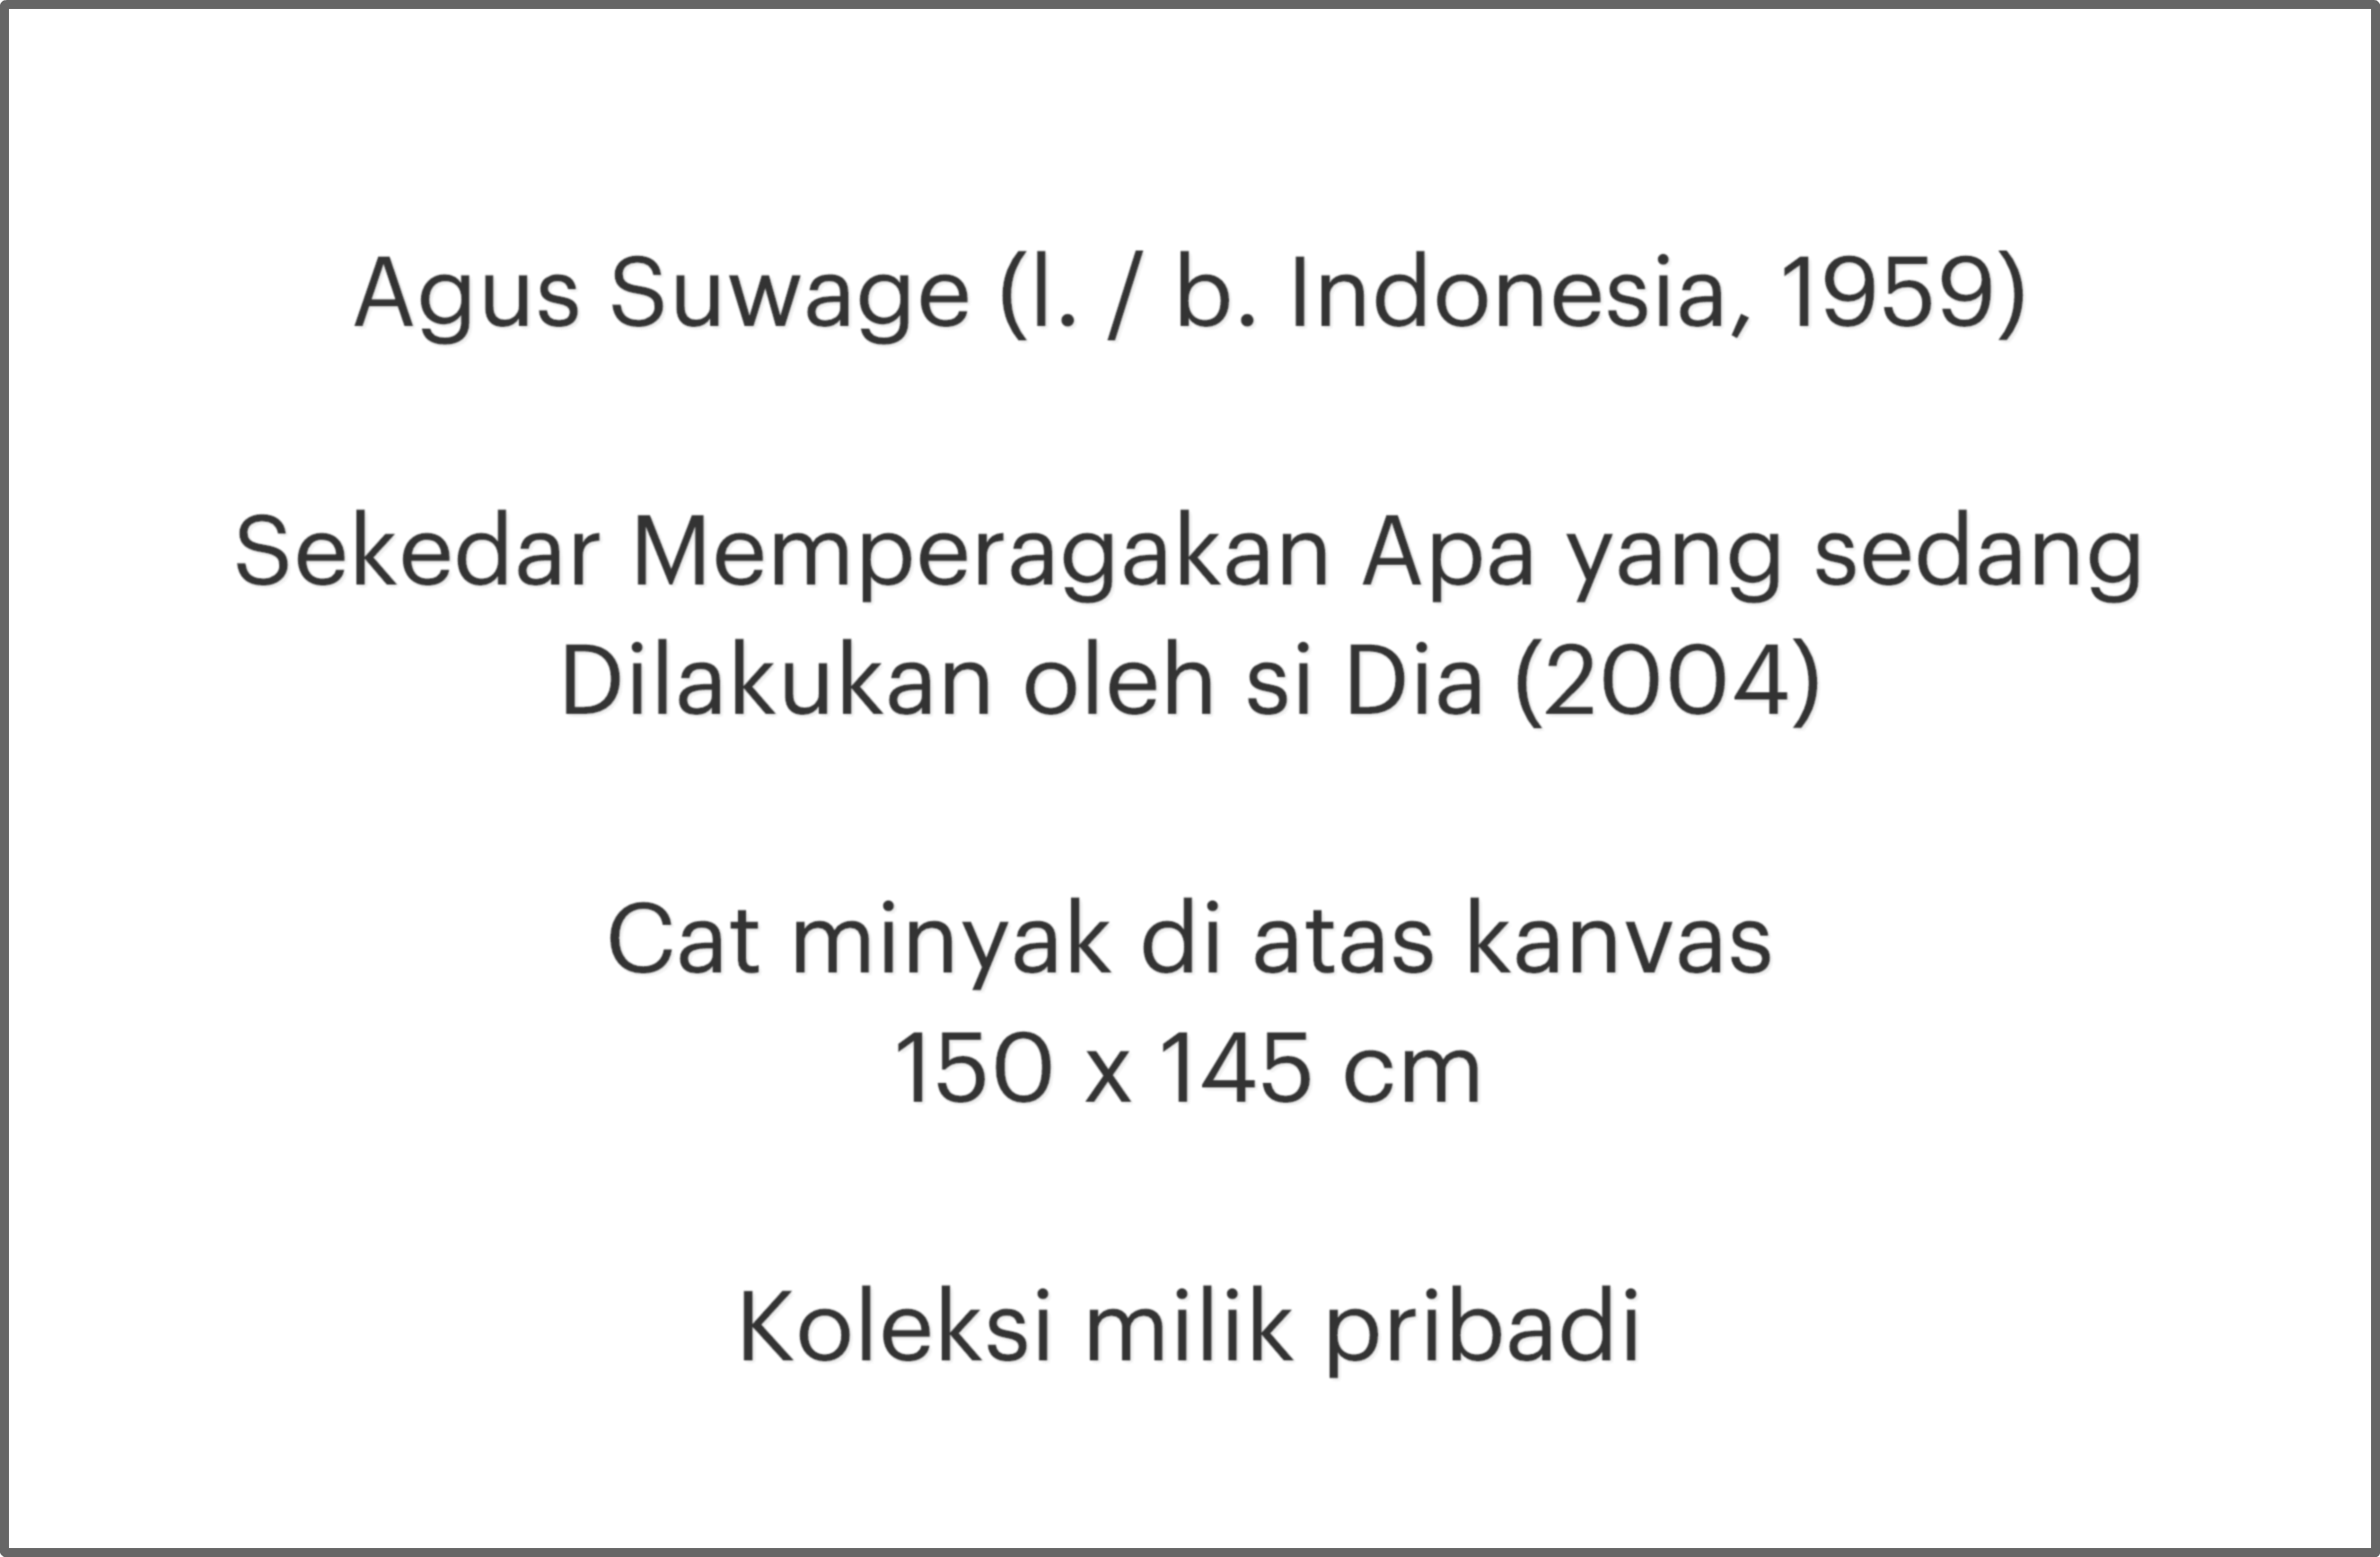 Agus Suwage (l. / b. Indonesia, 1959)
Sekedar Memperagakan Apa yang sedang
Dilakukan oleh si Dia (2004)
Cat minyak di atas kanvas
150 x 145 cm
Koleksi milik pribadi